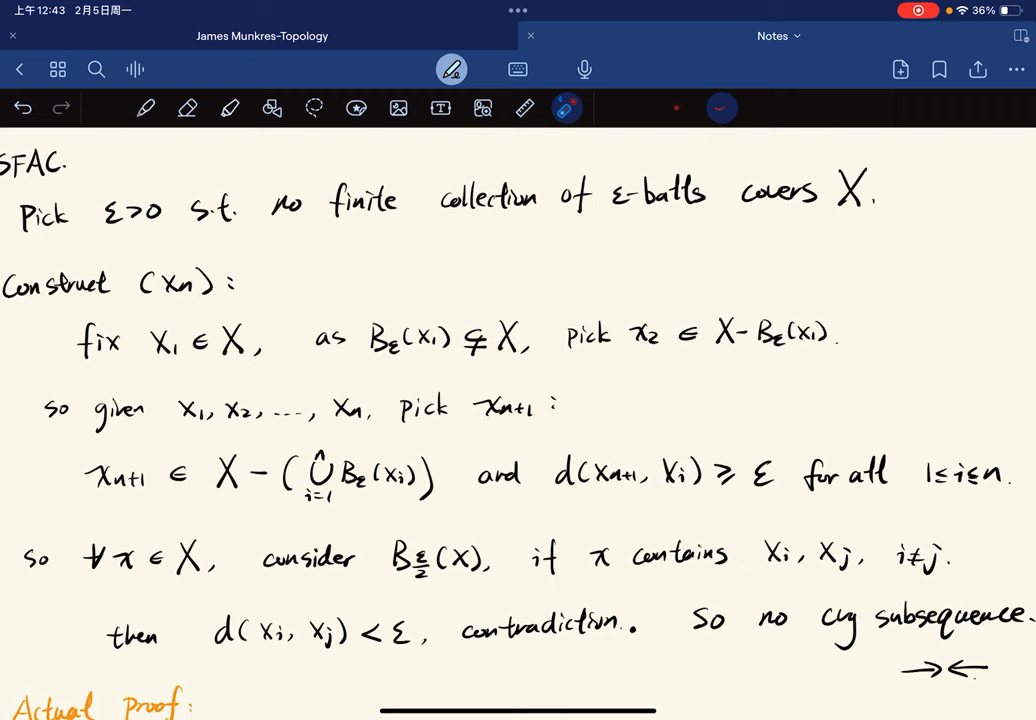 上午12:43 2月5日周一
36%
James Munkres-Topology
Notes
SFAC.
Pick ε>0 s.t. no finite collection of ε-balls covers X.
Construct (xn):
fix x₁ ∈ X, as Bε(x₁) ⊊ X, pick x₂ ∈ X - Bε(x₁).
so given x₁, x₂, ..., xn, pick xn+1 :
xn+1 ∈ X - (⋃ⁿᵢ₌₁ Bε(xi)) and d(xn+1, xi) ≥ ε for all 1≤i≤n.
so ∀x ∈ X, consider Bε/2(x), if x contains xi, xj, i≠j.
then d(xi, xj) < ε, contradiction. So no cvg subsequence.
→←
Actual Proof: